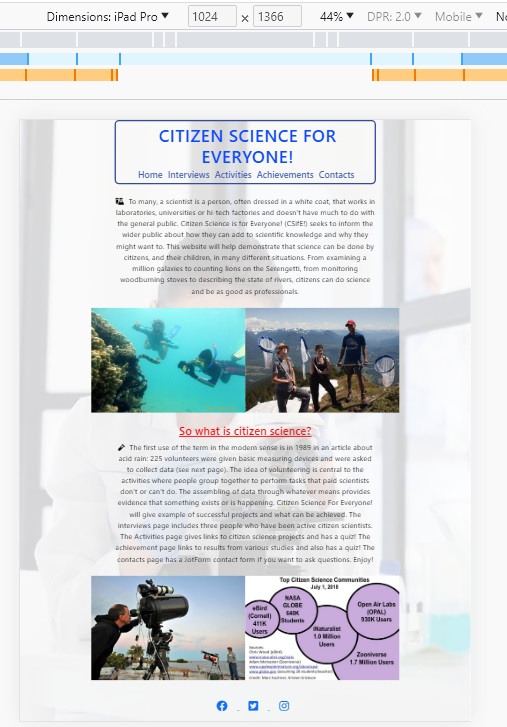 Dimensions: iPad Pro ▼ 1024 × 1366 44% ▼ DPR: 2.0 ▼ Mobile ▼ No
CITIZEN SCIENCE FOR
EVERYONE!
Home Interviews Activities Achievements Contacts
To many, a scientist is a person, often dressed in a white coat, that works in
laboratories, universities or hi-tech factories and doesn't have much to do with
the general public. Citizen Science is for Everyone! (CSifE!) seeks to inform the
wider public about how they can add to scientific knowledge and why they
might want to. This website will help demonstrate that science can be done by
citizens, and their children, in many different situations. From examining a
million galaxies to counting lions on the Serengetti, from monitoring
woodburning stoves to describing the state of rivers, citizens can do science
and be as good as professionals.
So what is citizen science?
The first use of the term in the modern sense is in 1989 in an article about
acid rain: 225 volunteers were given basic measuring devices and were asked
to collect data (see next page). The idea of volunteering is central to the
activities where people group together to perform tasks that paid scientists
don't or can't do. The assembling of data through whatever means provides
evidence that something exists or is happening. Citizen Science For Everyone!
will give example of successful projects and what can be achieved. The
interviews page includes three people who have been active citizen scientists.
The Activities page gives links to citizen science projects and has a quiz! The
achievement page links to results from various studies and also has a quiz! The
contacts page has a JotForm contact form if you want to ask questions. Enjoy!
Top Citizen Science Communities
July 1, 2018
eBird
(Cornell)
411K
Users
NASA
GLOBE
640K
Students
iNaturalist
1.0 Million
Users
Open Air Labs
(OPAL)
930K Users
Zooniverse
1.7 Million Users
Sources: